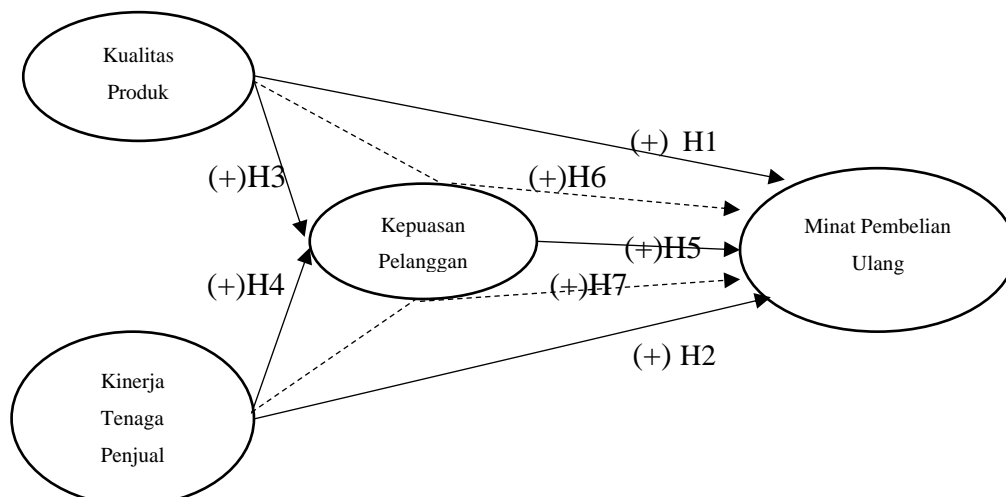 Kualitas
Produk
(+) H1
(+)H3
(+)H6
Kepuasan
Pelanggan
Minat Pembelian
Ulang
(+)H5
(+)H4
(+)H7
(+) H2
Kinerja
Tenaga
Penjual